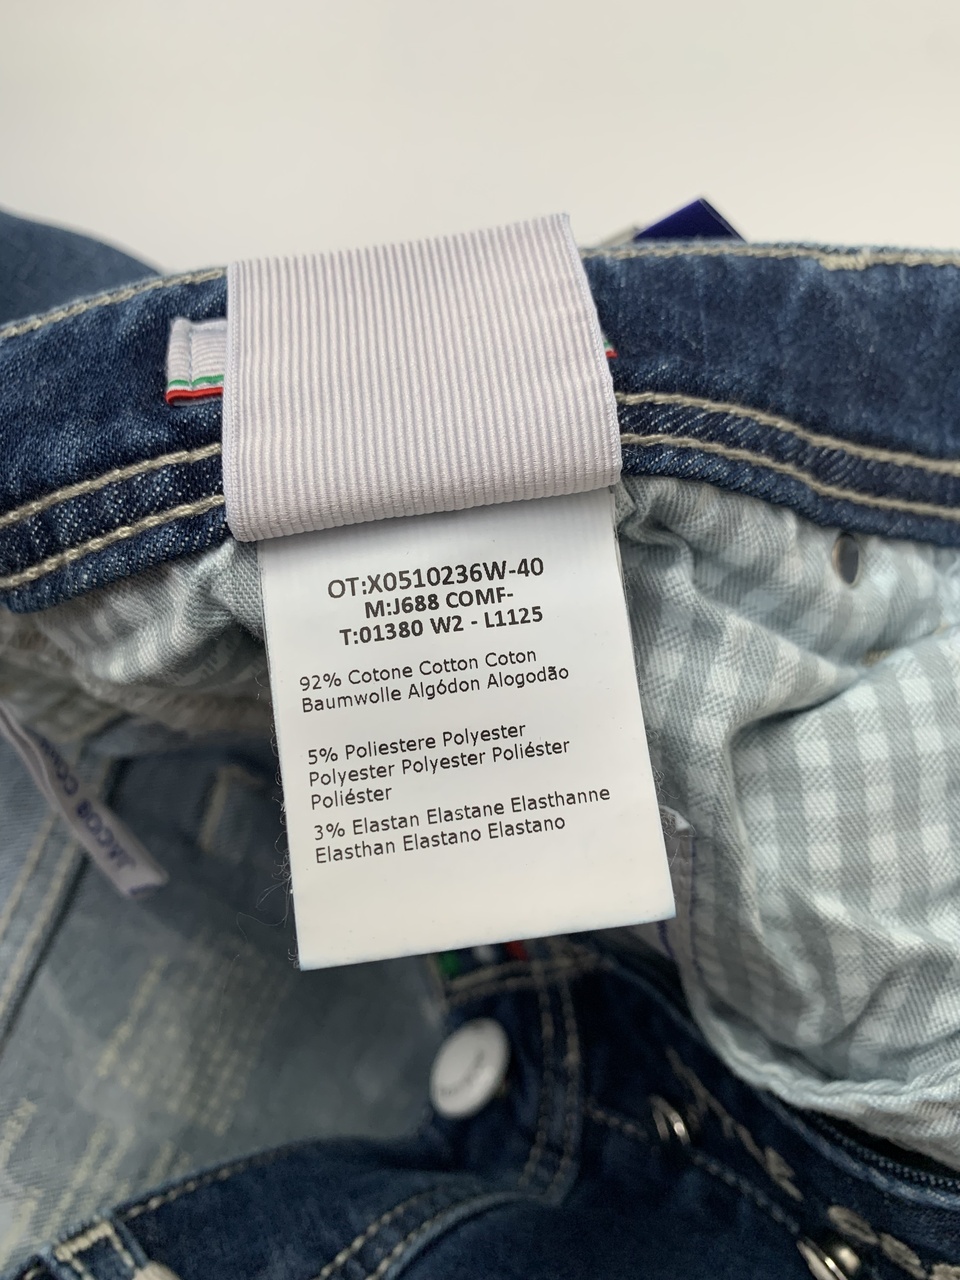 OT:X0510236W-40
M:J688 COMF-
T:01380 W2 - L1125
92% Cotone Cotton Coton
Baumwolle Algódon Alogodão
5% Poliestere Polyester
Polyester Polyester Poliéster
Poliéster
3% Elastan Elastane Elasthanne
Elasthan Elastano Elastano
JACOB